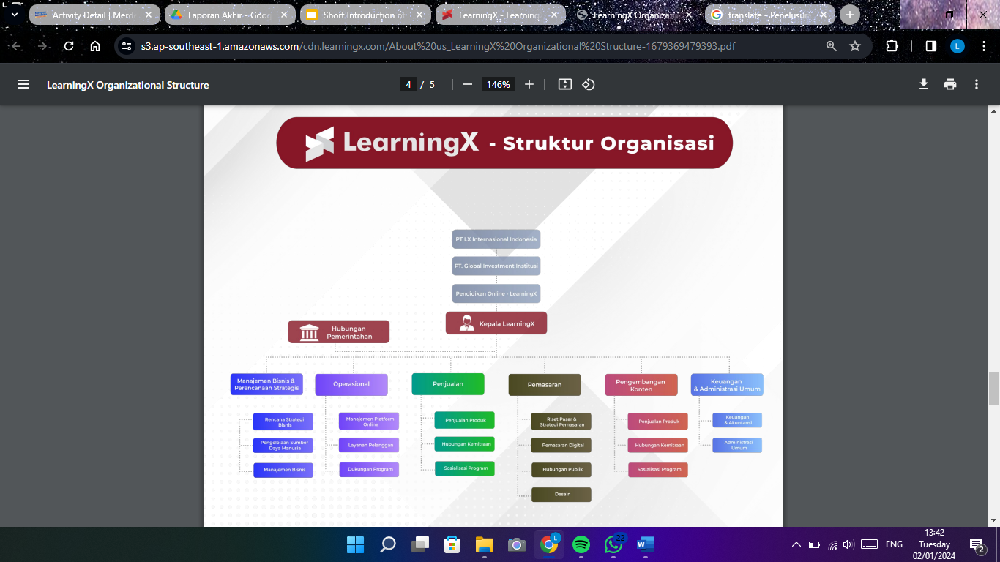 Activity Detail | Merd
Laporan Akhir - Goog
Short Introduction of
LearningX - Learning
LearningX Organizat
translate - Penelusur
s3.ap-southeast-1.amazonaws.com/cdn.learningx.com/About%20us_LearningX%20Organizational%20Structure-1679369479393.pdf
L
LearningX Organizational Structure
4 / 5
146%
LearningX - Struktur Organisasi
PT LX Internasional Indonesia
PT. Global Investment Institusi
Pendidikan Online - LearningX
Kepala LearningX
Hubungan
Pemerintahan
Manajemen Bisnis &
Perencanaan Strategis
Operasional
Penjualan
Pemasaran
Pengembangan
Konten
Keuangan
& Administrasi Umum
Rencana Strategi
Bisnis
Pengelolaan Sumber
Daya Manusia
Manajemen Bisnis
Manajemen Platform
Online
Layanan Pelanggan
Dukungan Program
Penjualan Produk
Hubungan Kemitraan
Sosialisasi Program
Riset Pasar &
Strategi Pemasaran
Pemasaran Digital
Hubungan Publik
Desain
Penjualan Produk
Hubungan Kemitraan
Sosialisasi Program
Keuangan
& Akuntansi
Administrasi
Umum
L
22
W
ENG
13:42
Tuesday
02/01/2024
2